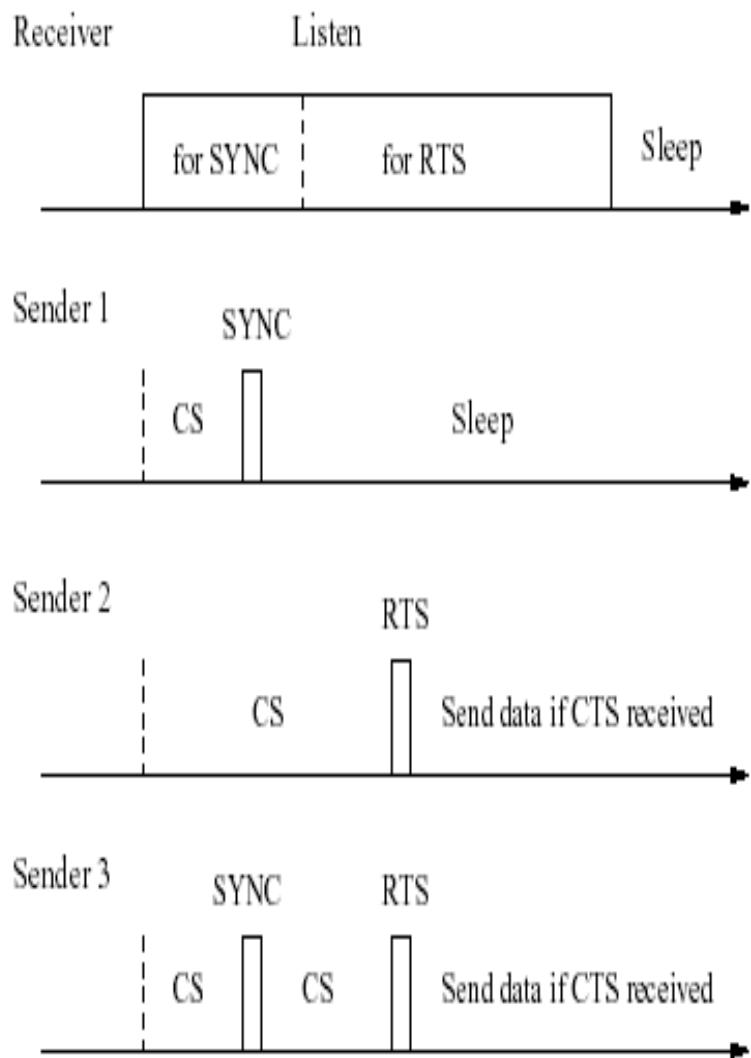 Receiver Listen
for SYNC for RTS Sleep
Sender 1
SYNC
CS Sleep
Sender 2
RTS
CS Send data if CTS received
Sender 3
SYNC RTS
CS CS Send data if CTS received